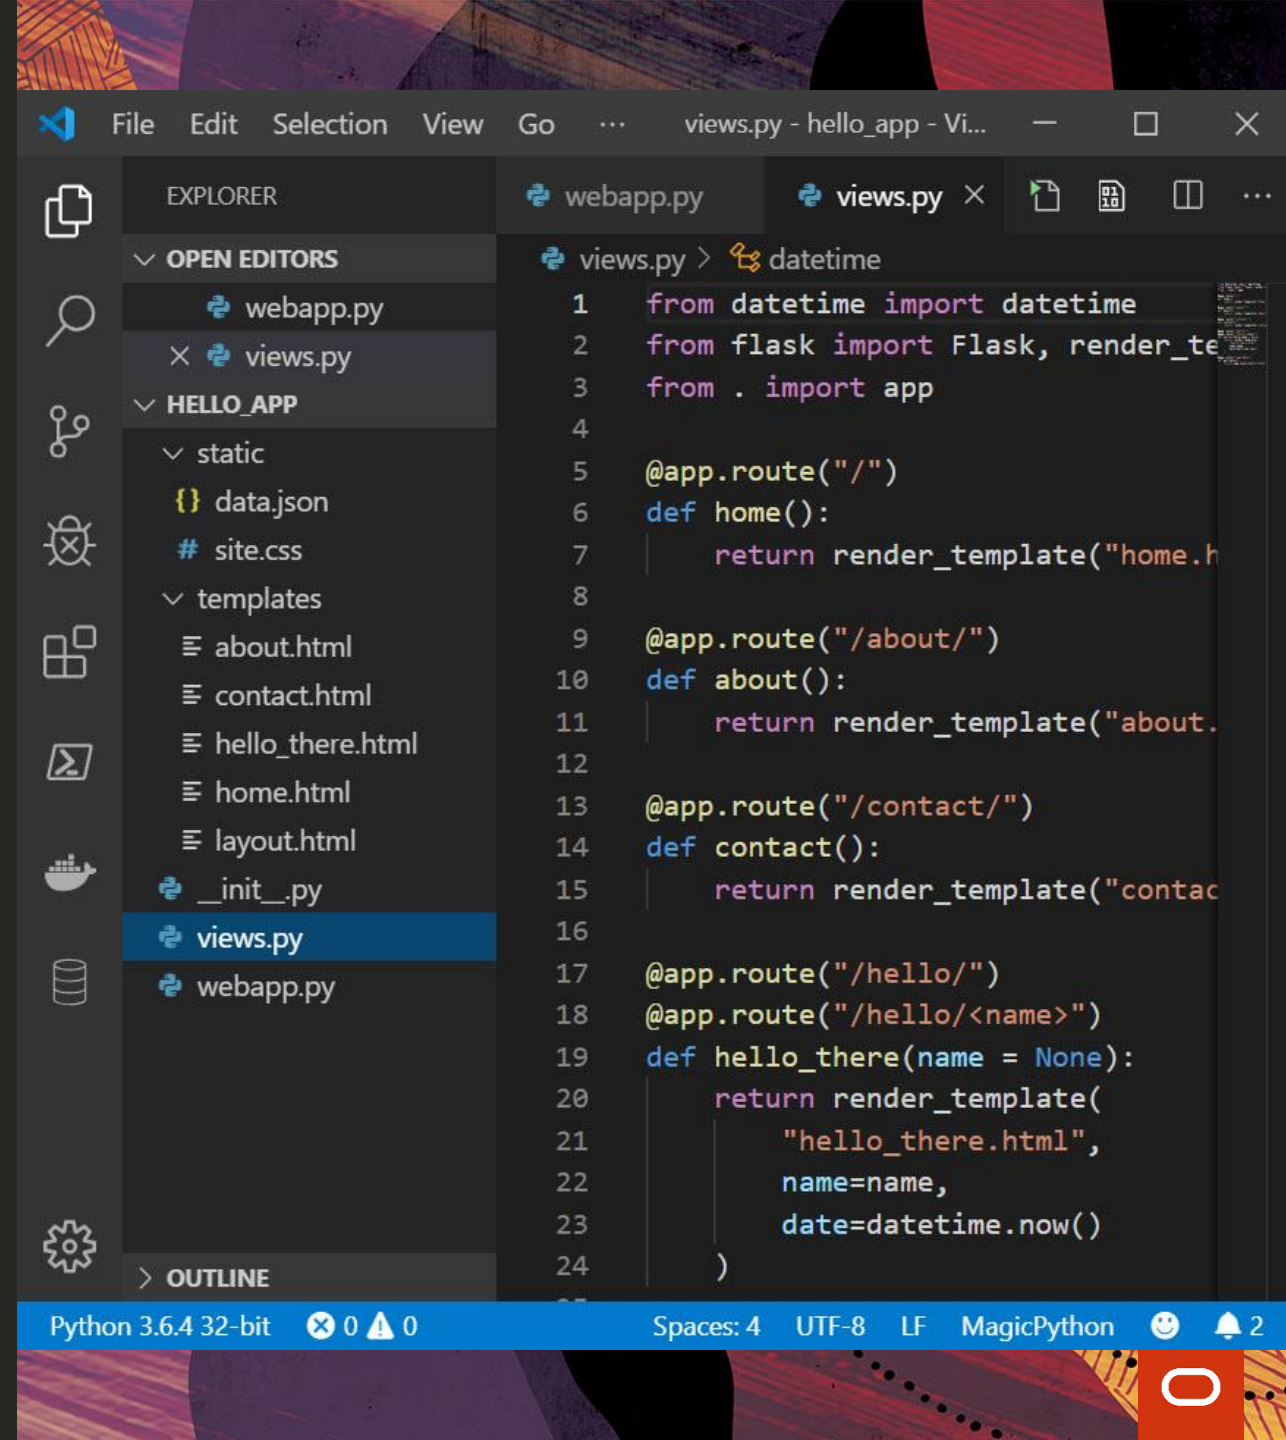 File Edit Selection View Go ··· views.py - hello_app - Vi...
EXPLORER
OPEN EDITORS
webapp.py
views.py
HELLO_APP
static
{} data.json
# site.css
templates
about.html
contact.html
hello_there.html
home.html
layout.html
__init__.py
views.py
webapp.py
OUTLINE
webapp.py views.py
views.py > datetime
1 from datetime import datetime
2 from flask import Flask, render_te
3 from . import app
4
5 @app.route("/")
6 def home():
7 return render_template("home.h
8
9 @app.route("/about/")
10 def about():
11 return render_template("about.
12
13 @app.route("/contact/")
14 def contact():
15 return render_template("contac
16
17 @app.route("/hello/")
18 @app.route("/hello/<name>")
19 def hello_there(name = None):
20 return render_template(
21 "hello_there.html",
22 name=name,
23 date=datetime.now()
24 )
Python 3.6.4 32-bit 0 0 Spaces: 4 UTF-8 LF MagicPython 2